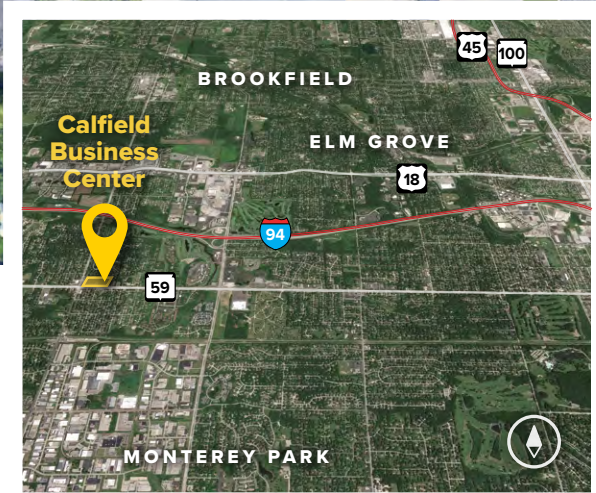 45
100
BROOKFIELD
Calfield
Business
Center
ELM GROVE
18
94
59
MONTEREY PARK